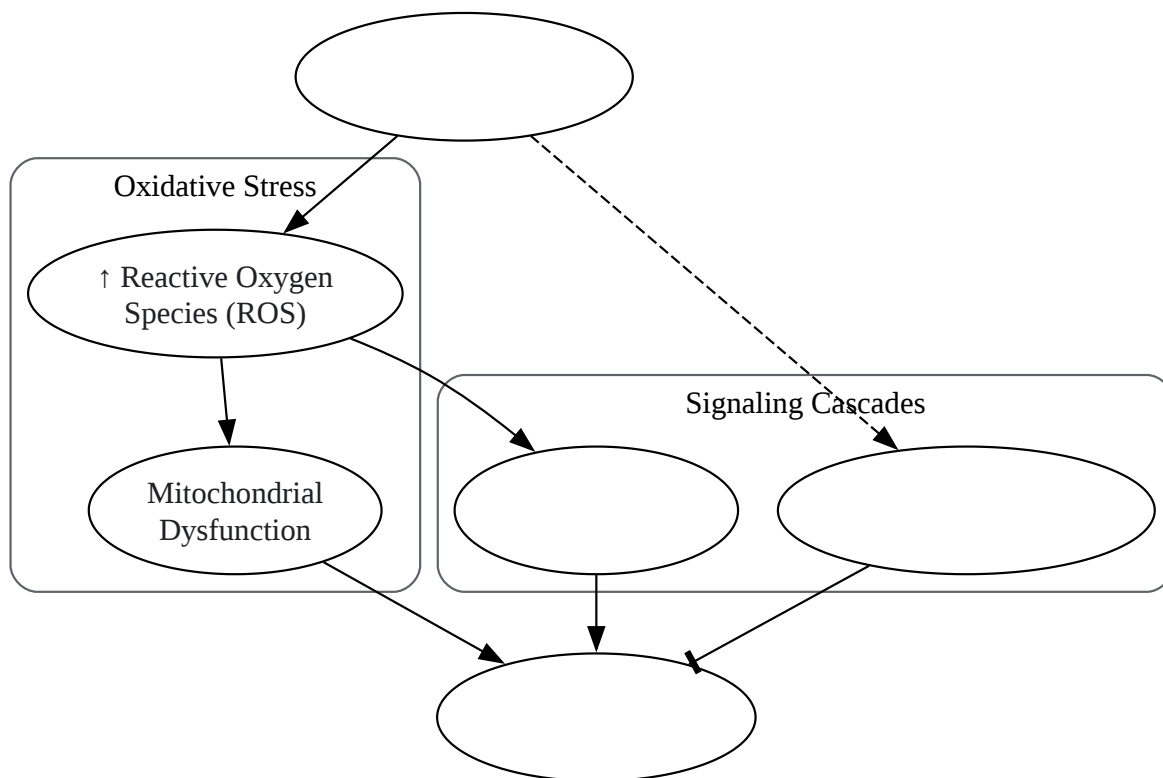 Oxidative Stress
↑ Reactive Oxygen
Species (ROS)
Signaling Cascades
Mitochondrial
Dysfunction